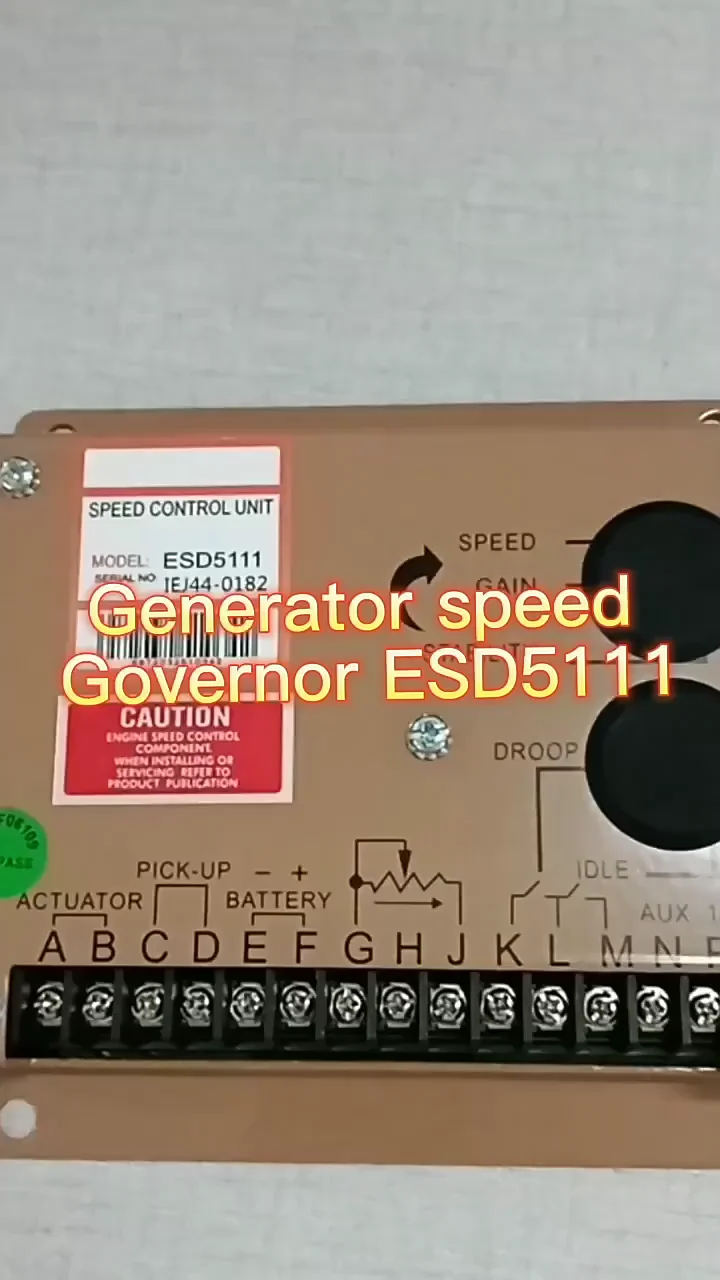 SPEED CONTROL UNIT
MODEL: ESD5111
SERIAL NO IEJ44-0182
SPEED
GAIN
Generator speed
Governor ESD5111
CAUTION
ENGINE SPEED CONTROL
COMPONENT.
WHEN INSTALLING OR
SERVICING REFER TO
PRODUCT PUBLICATION
DROOP
PASS
PICK-UP - +
IDLE
ACTUATOR BATTERY
AUX 1
A B C D E F G H J K L M N